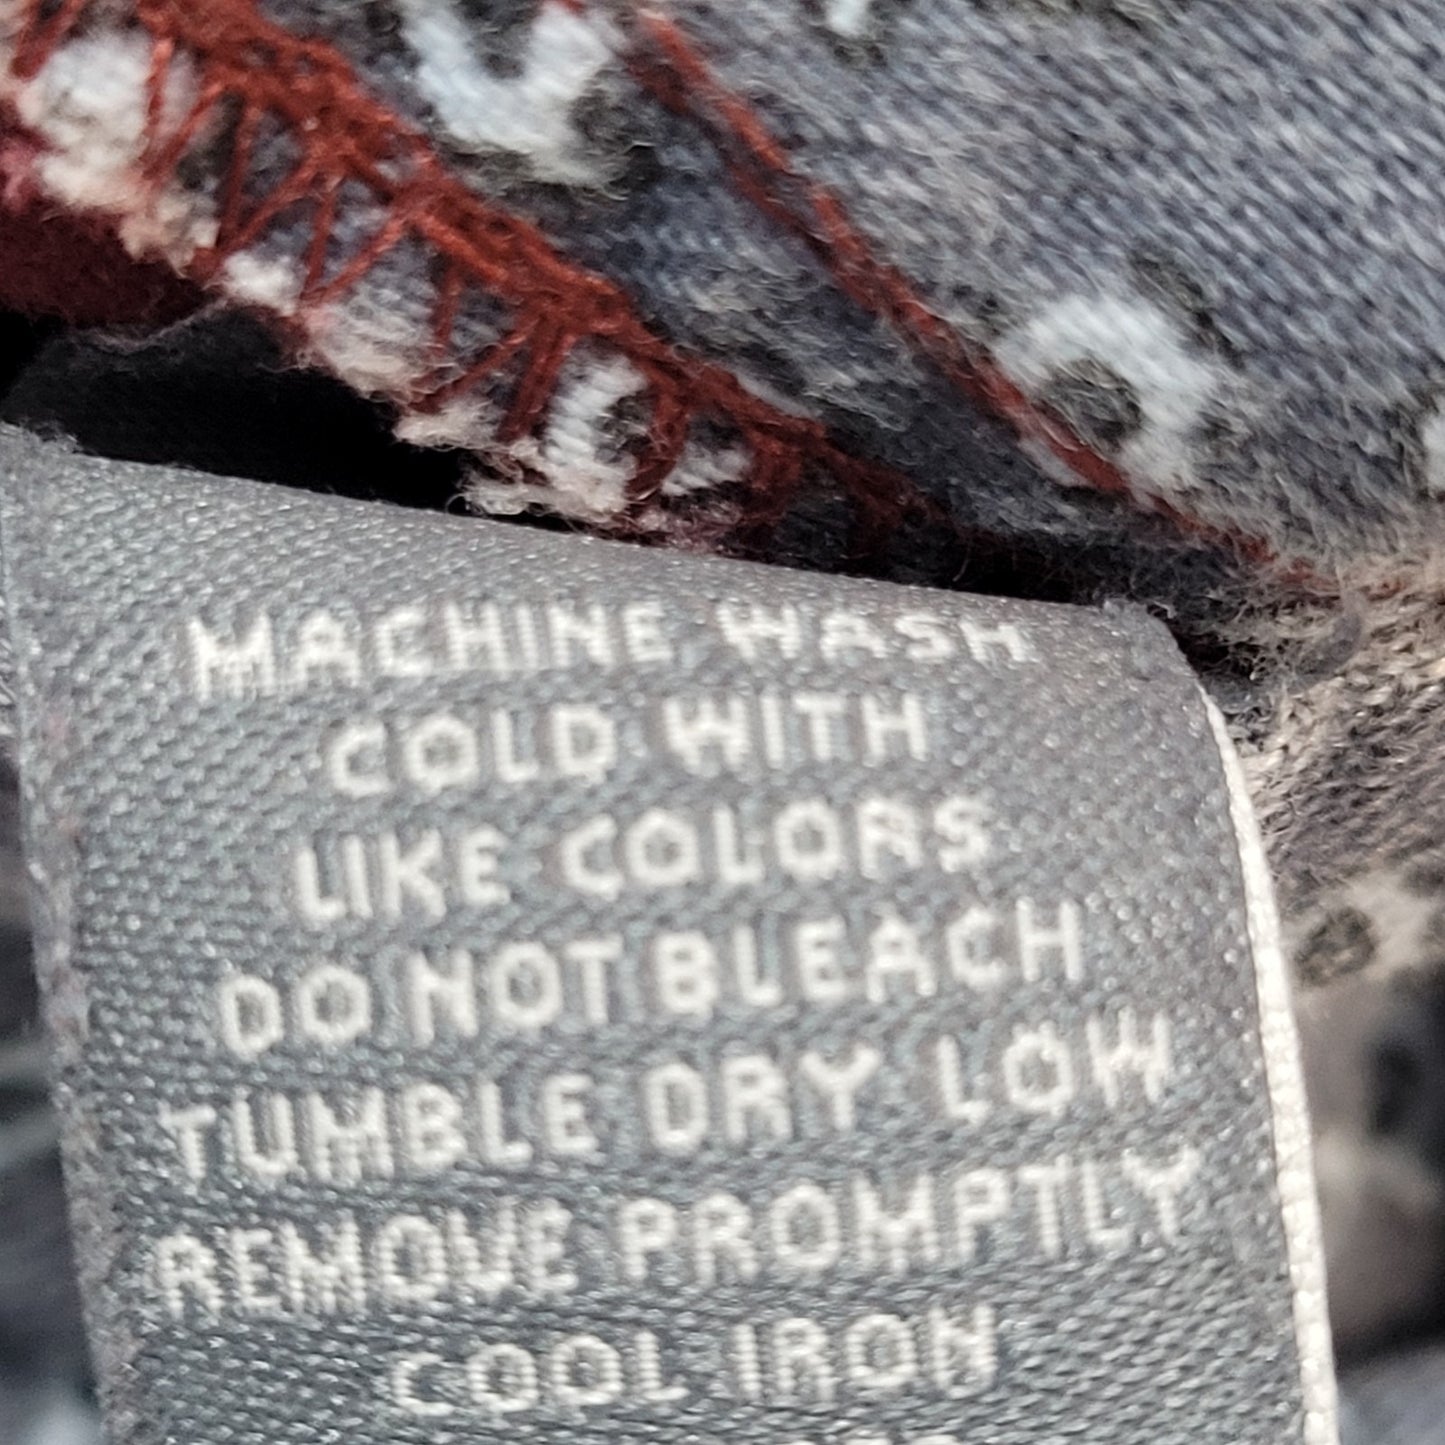 MACHINE WASH
COLD WITH
LIKE COLORS
DO NOT BLEACH
TUMBLE DRY LOW
REMOVE PROMPTLY
COOL IRON